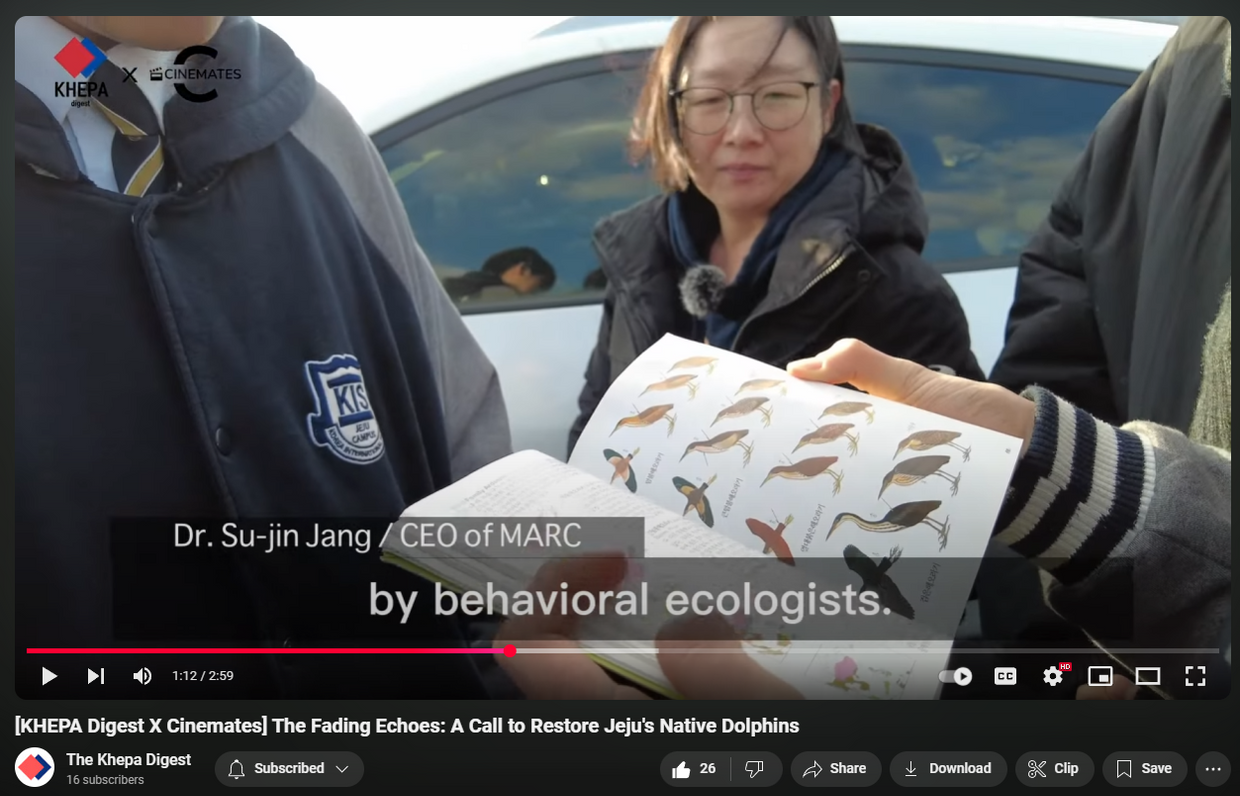 KHEPA
digest
X
CINEMATES
KIS
JEJU
CAMPUS
Dr. Su-jin Jang / CEO of MARC
by behavioral ecologists.
1:12 / 2:59
CC
HD
[KHEPA Digest X Cinemates] The Fading Echoes: A Call to Restore Jeju's Native Dolphins
The Khepa Digest
16 subscribers
Subscribed
26
Share
Download
Clip
Save